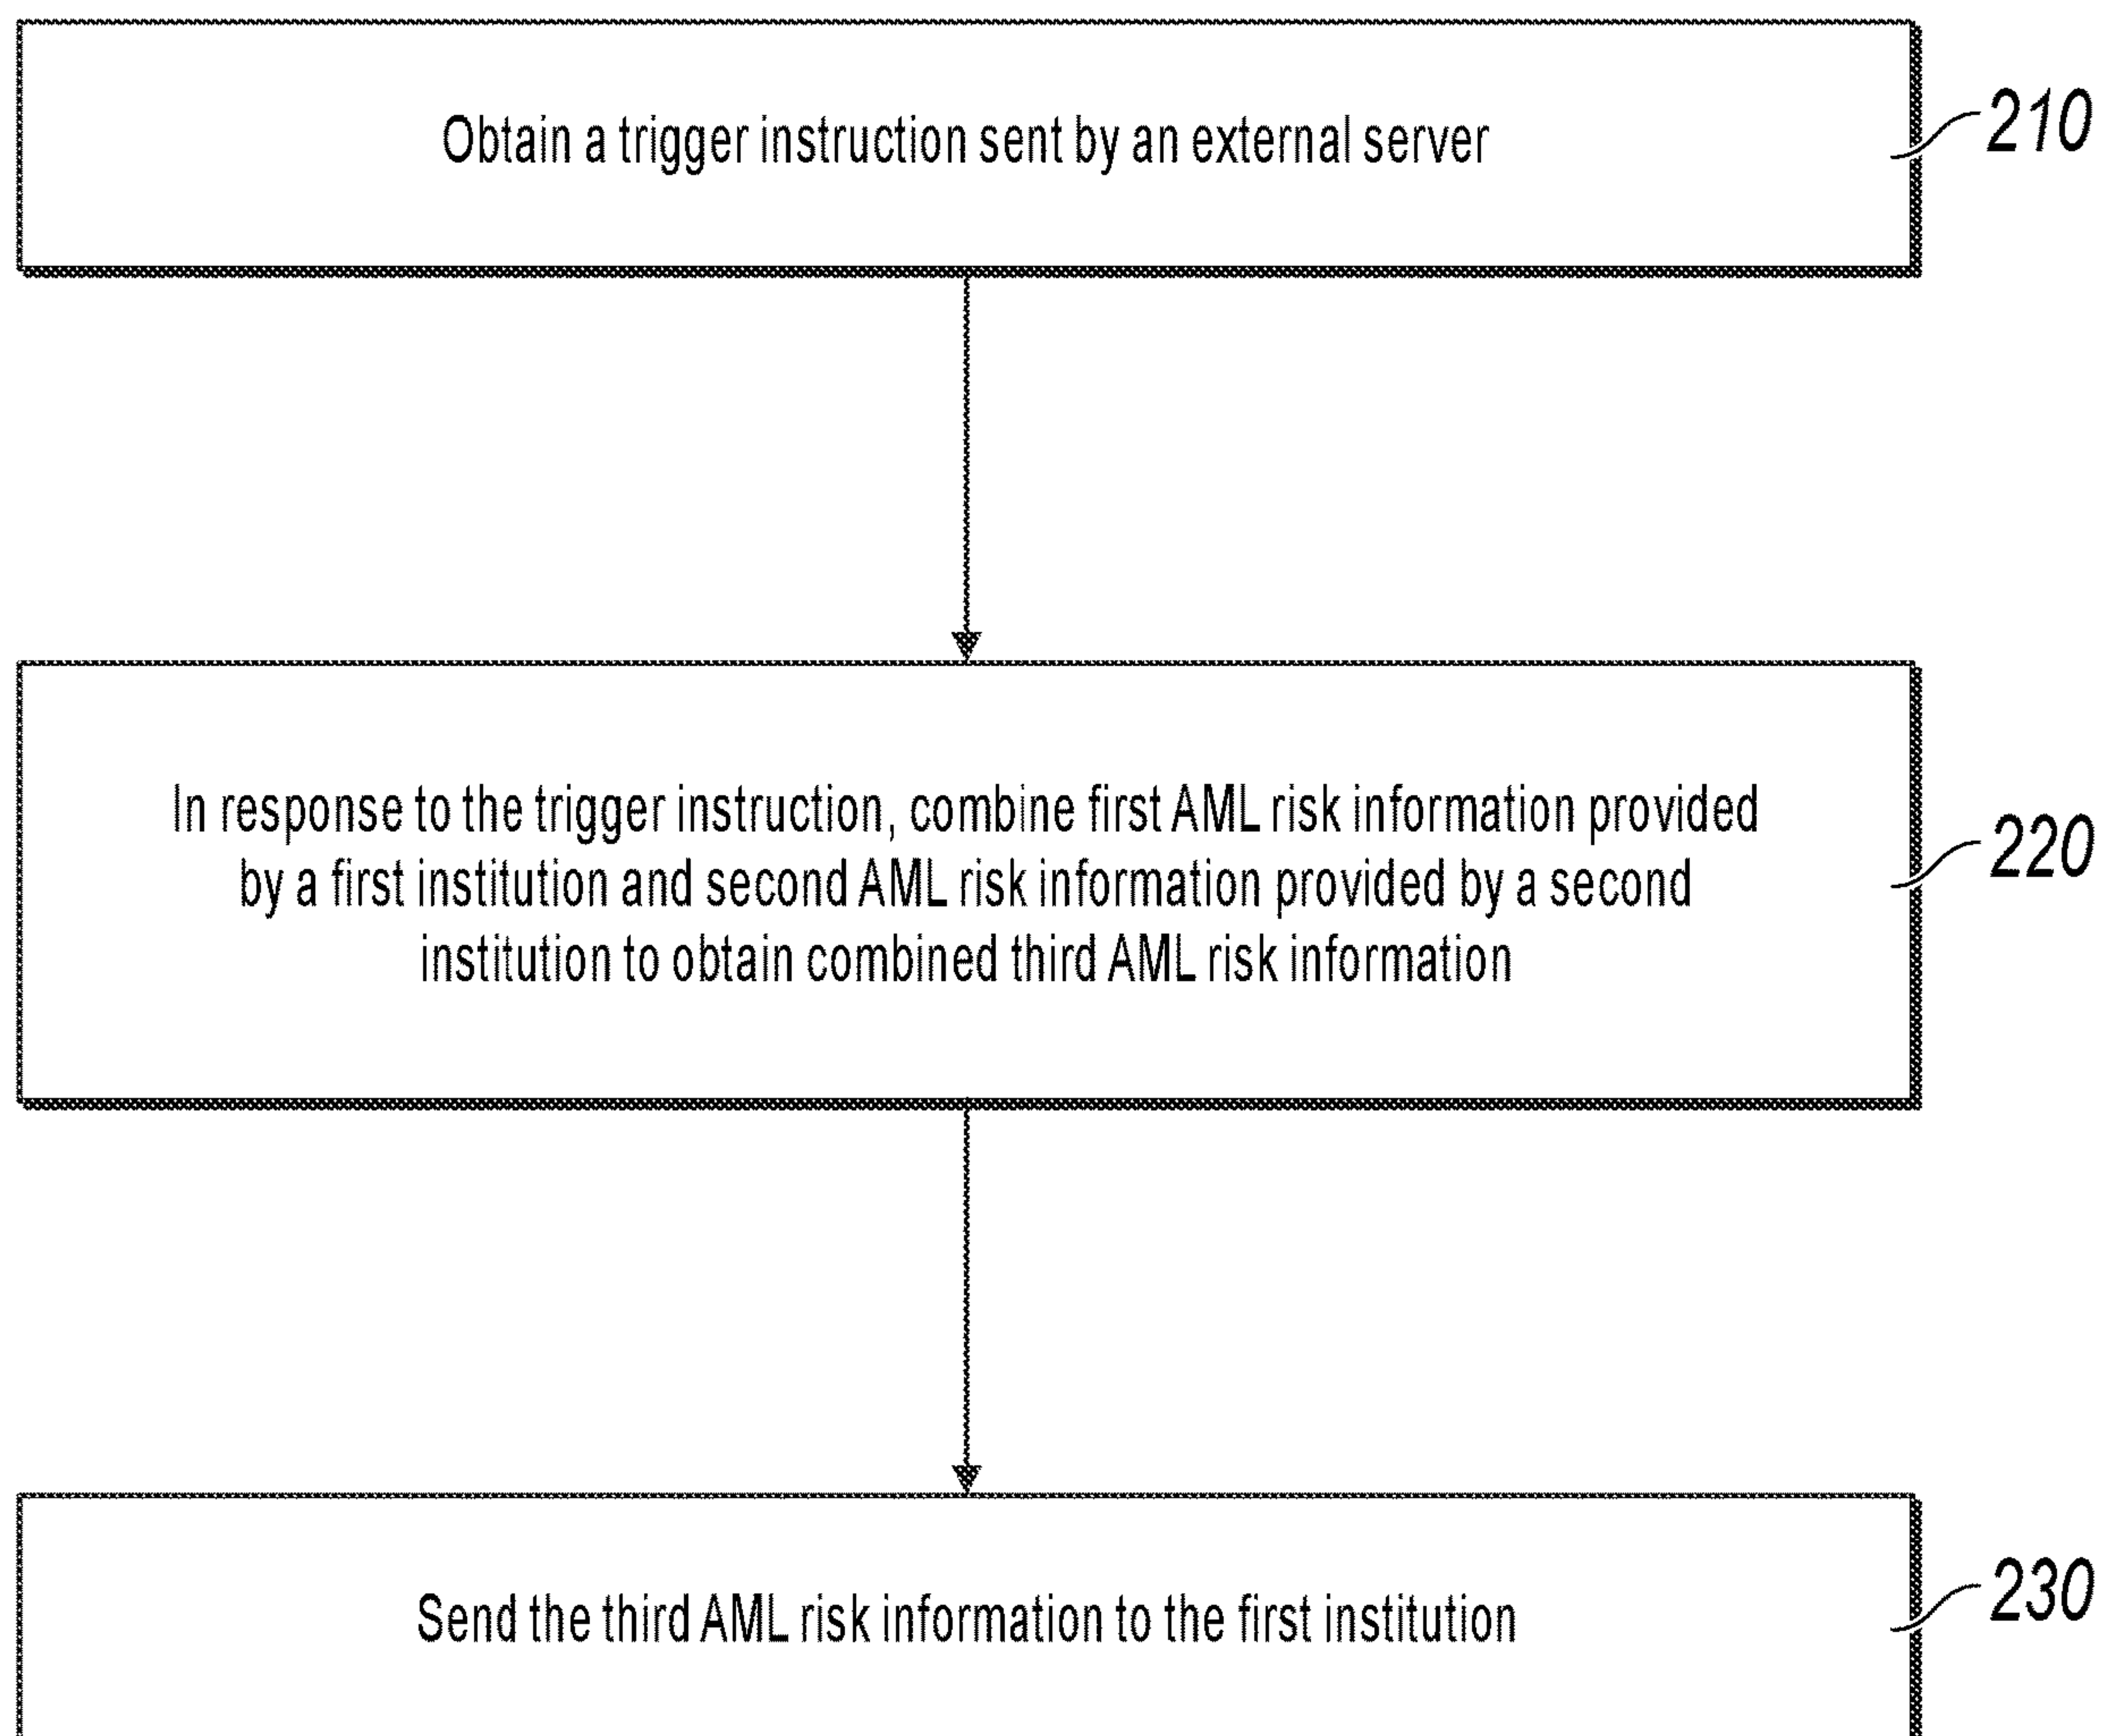 Obtain a trigger instruction sent by an external server
210
In response to the trigger instruction, combine first AML risk information provided
by a first institution and second AML risk information provided by a second
institution to obtain combined third AML risk information
220
Send the third AML risk information to the first institution
230